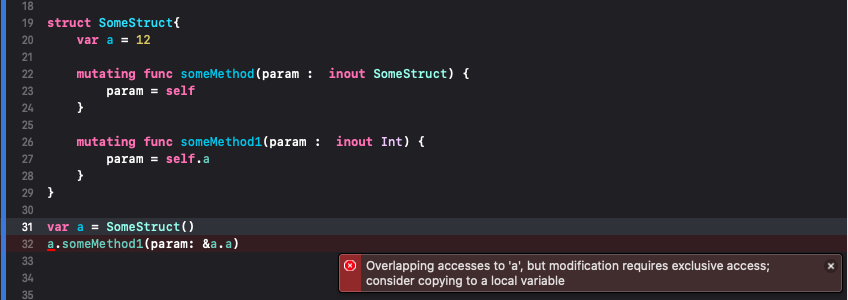 18
19 struct SomeStruct{
20     var a = 12
21
22     mutating func someMethod(param :  inout SomeStruct) {
23         param = self
24     }
25
26     mutating func someMethod1(param :  inout Int) {
27         param = self.a
28     }
29 }
30
31 var a = SomeStruct()
32 a.someMethod1(param: &a.a)
33
Overlapping accesses to 'a', but modification requires exclusive access;
consider copying to a local variable
34
35